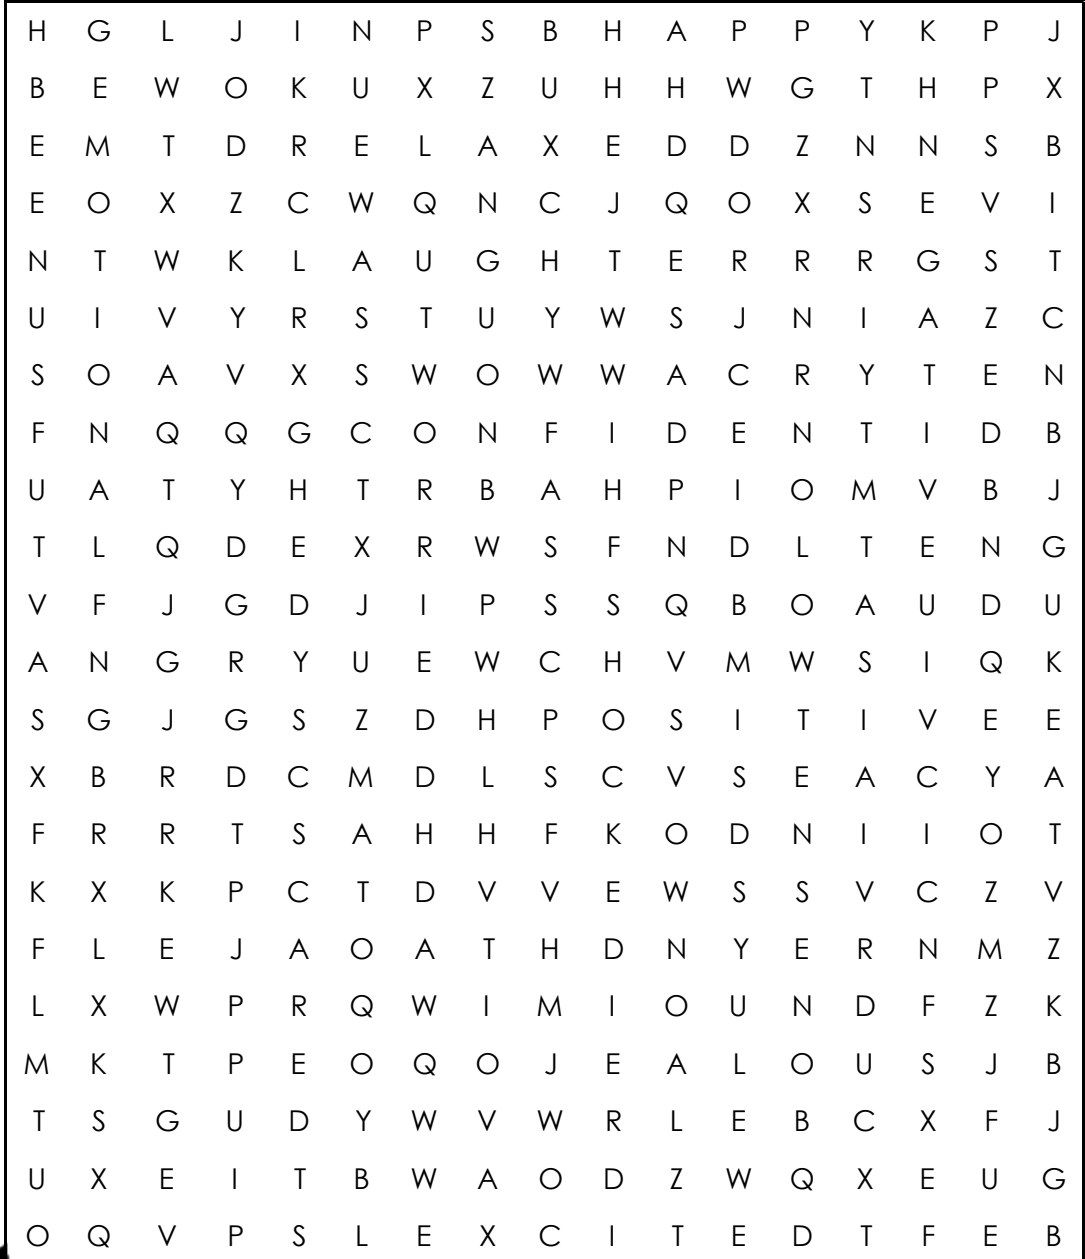 H G L J I N P S B H A P P Y K P J
B E W O K U X Z U H H W G T H P X
E M T D R E L A X E D D Z N N S B
E O X Z C W Q N C J Q O X S E V I
N T W K L A U G H T E R R R G S T
U I V Y R S T U Y W S J N I A Z C
S O A V X S W O W W A C R Y T E N
F N Q Q G C O N F I D E N T I D B
U A T Y H T R B A H P I O M V B J
T L Q D E X R W S F N D L T E N G
V F J G D J I P S S Q B O A U D U
A N G R Y U E W C H V M W S I Q K
S G J G S Z D H P O S I T I V E E
X B R D C M D L S C V S E A C Y A
F R R T S A H H F K O D N I I O T
K X K P C T D V V E W S S V C Z V
F L E J A O A T H D N Y E R N M Z
L X W P R Q W I M I O U N D F Z K
M K T P E O Q O J E A L O U S J B
T S G U D Y W V W R L E B C X F J
U X E I T B W A O D Z W Q X E U G
O Q V P S L E X C I T E D T F E B